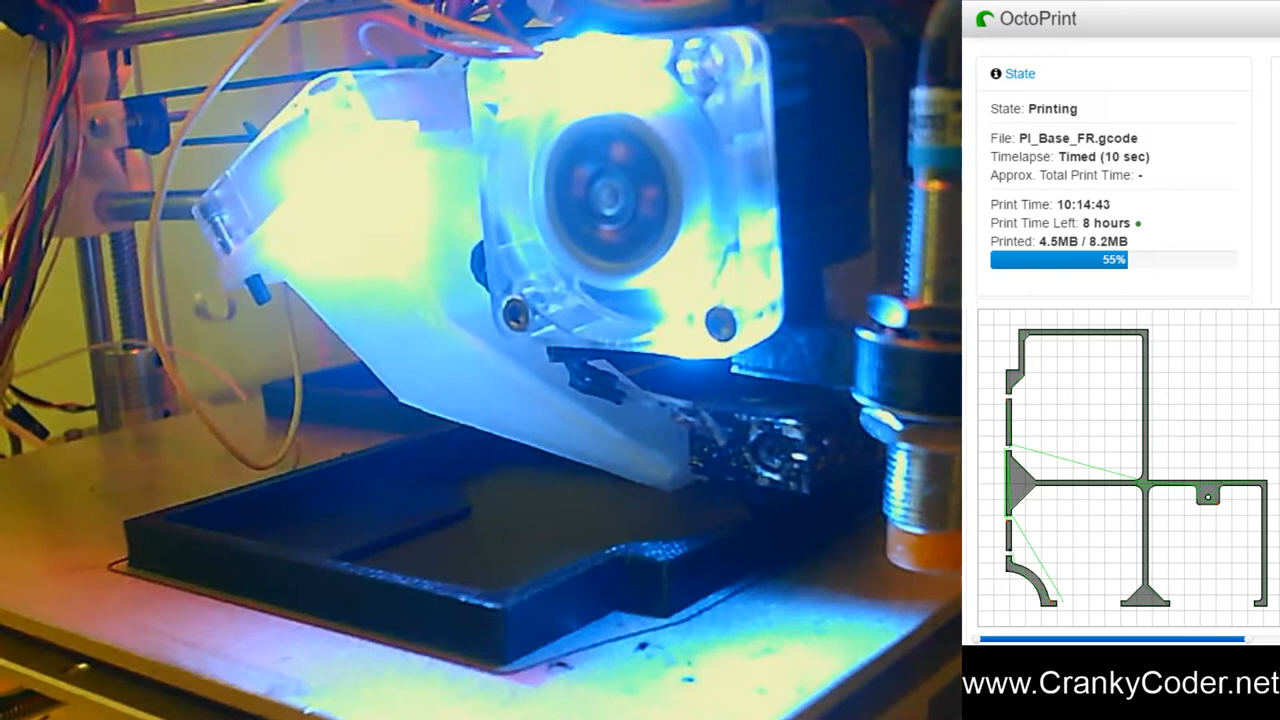 OctoPrint
State
State: Printing
File: PI_Base_FR.gcode
Timelapse: Timed (10 sec)
Approx. Total Print Time: -
Print Time: 10:14:43
Print Time Left: 8 hours
Printed: 4.5MB / 8.2MB
55%
www.CrankyCoder.net